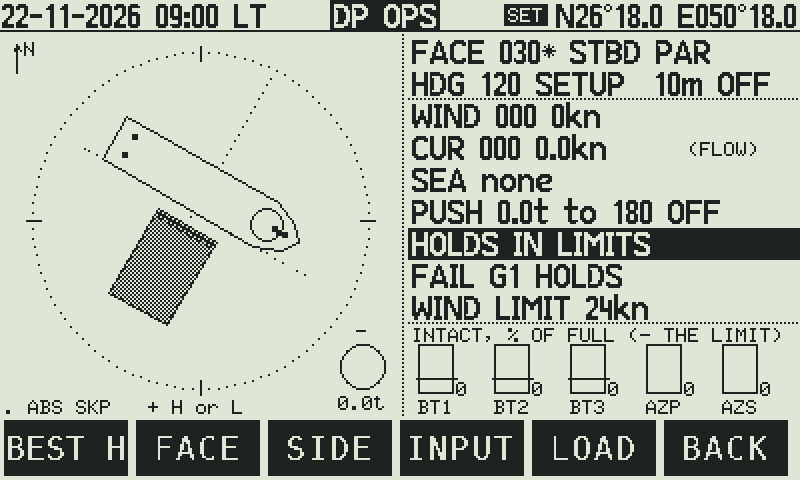 22-11-2026 09:00 LT DP OPS SET N26°18.0 E050°18.0
N
FACE 030* STBD PAR
HDG 120 SETUP 10m OFF
WIND 000 0kn
CUR 000 0.0kn (FLOW)
SEA none
PUSH 0.0t to 180 OFF
HOLDS IN LIMITS
FAIL G1 HOLDS
WIND LIMIT 24kn
INTACT, % OF FULL (- THE LIMIT)
0 0 0 0 0
BT1 BT2 BT3 AZP AZS
0.0t
. ABS SKP + H or L
BEST H FACE SIDE INPUT LOAD BACK